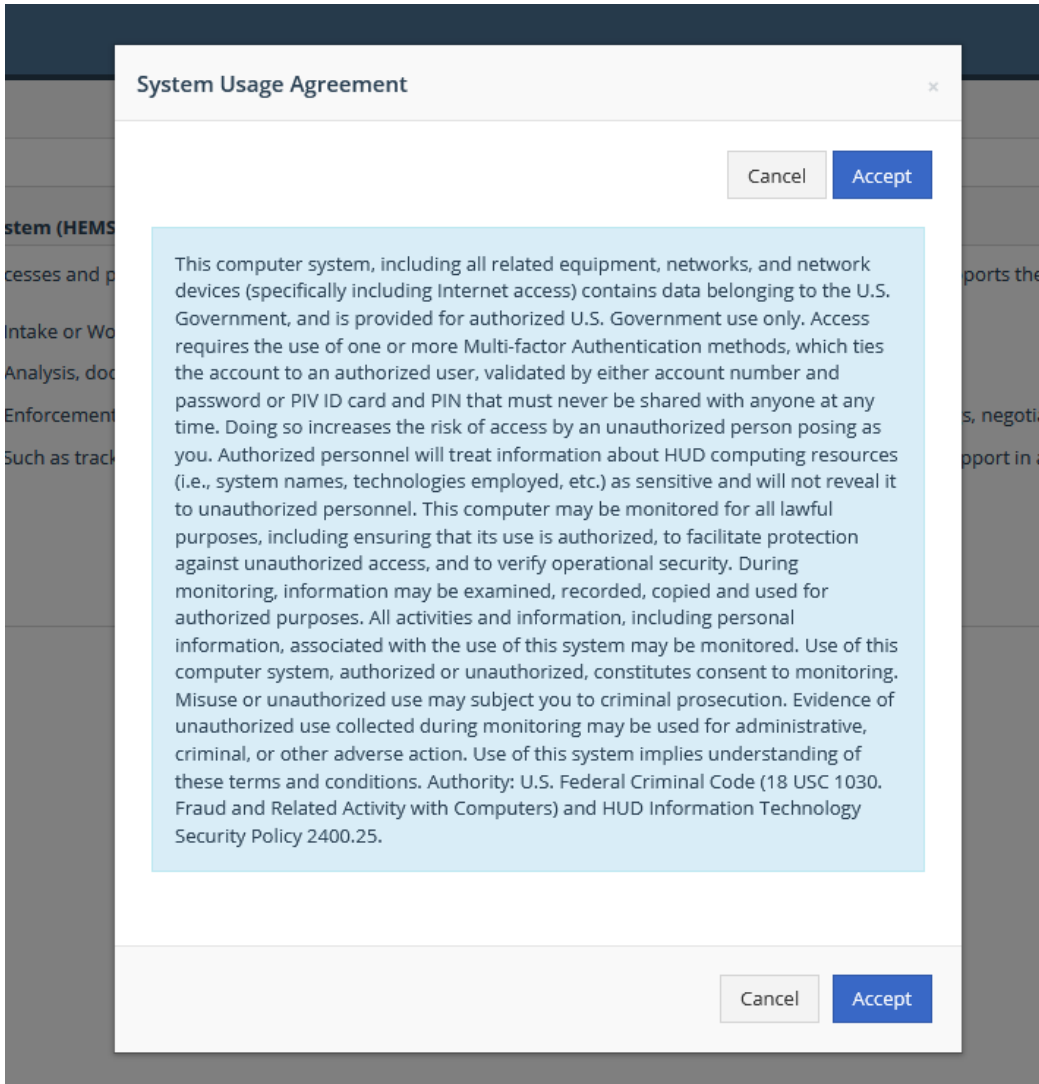 System Usage Agreement
×
Cancel Accept
stem (HEMS
cesses and p
ports the
Intake or Wo
Analysis, doc
Enforcement
s, negotia
Such as track
pport in a
This computer system, including all related equipment, networks, and network
devices (specifically including Internet access) contains data belonging to the U.S.
Government, and is provided for authorized U.S. Government use only. Access
requires the use of one or more Multi-factor Authentication methods, which ties
the account to an authorized user, validated by either account number and
password or PIV ID card and PIN that must never be shared with anyone at any
time. Doing so increases the risk of access by an unauthorized person posing as
you. Authorized personnel will treat information about HUD computing resources
(i.e., system names, technologies employed, etc.) as sensitive and will not reveal it
to unauthorized personnel. This computer may be monitored for all lawful
purposes, including ensuring that its use is authorized, to facilitate protection
against unauthorized access, and to verify operational security. During
monitoring, information may be examined, recorded, copied and used for
authorized purposes. All activities and information, including personal
information, associated with the use of this system may be monitored. Use of this
computer system, authorized or unauthorized, constitutes consent to monitoring.
Misuse or unauthorized use may subject you to criminal prosecution. Evidence of
unauthorized use collected during monitoring may be used for administrative,
criminal, or other adverse action. Use of this system implies understanding of
these terms and conditions. Authority: U.S. Federal Criminal Code (18 USC 1030.
Fraud and Related Activity with Computers) and HUD Information Technology
Security Policy 2400.25.
Cancel Accept